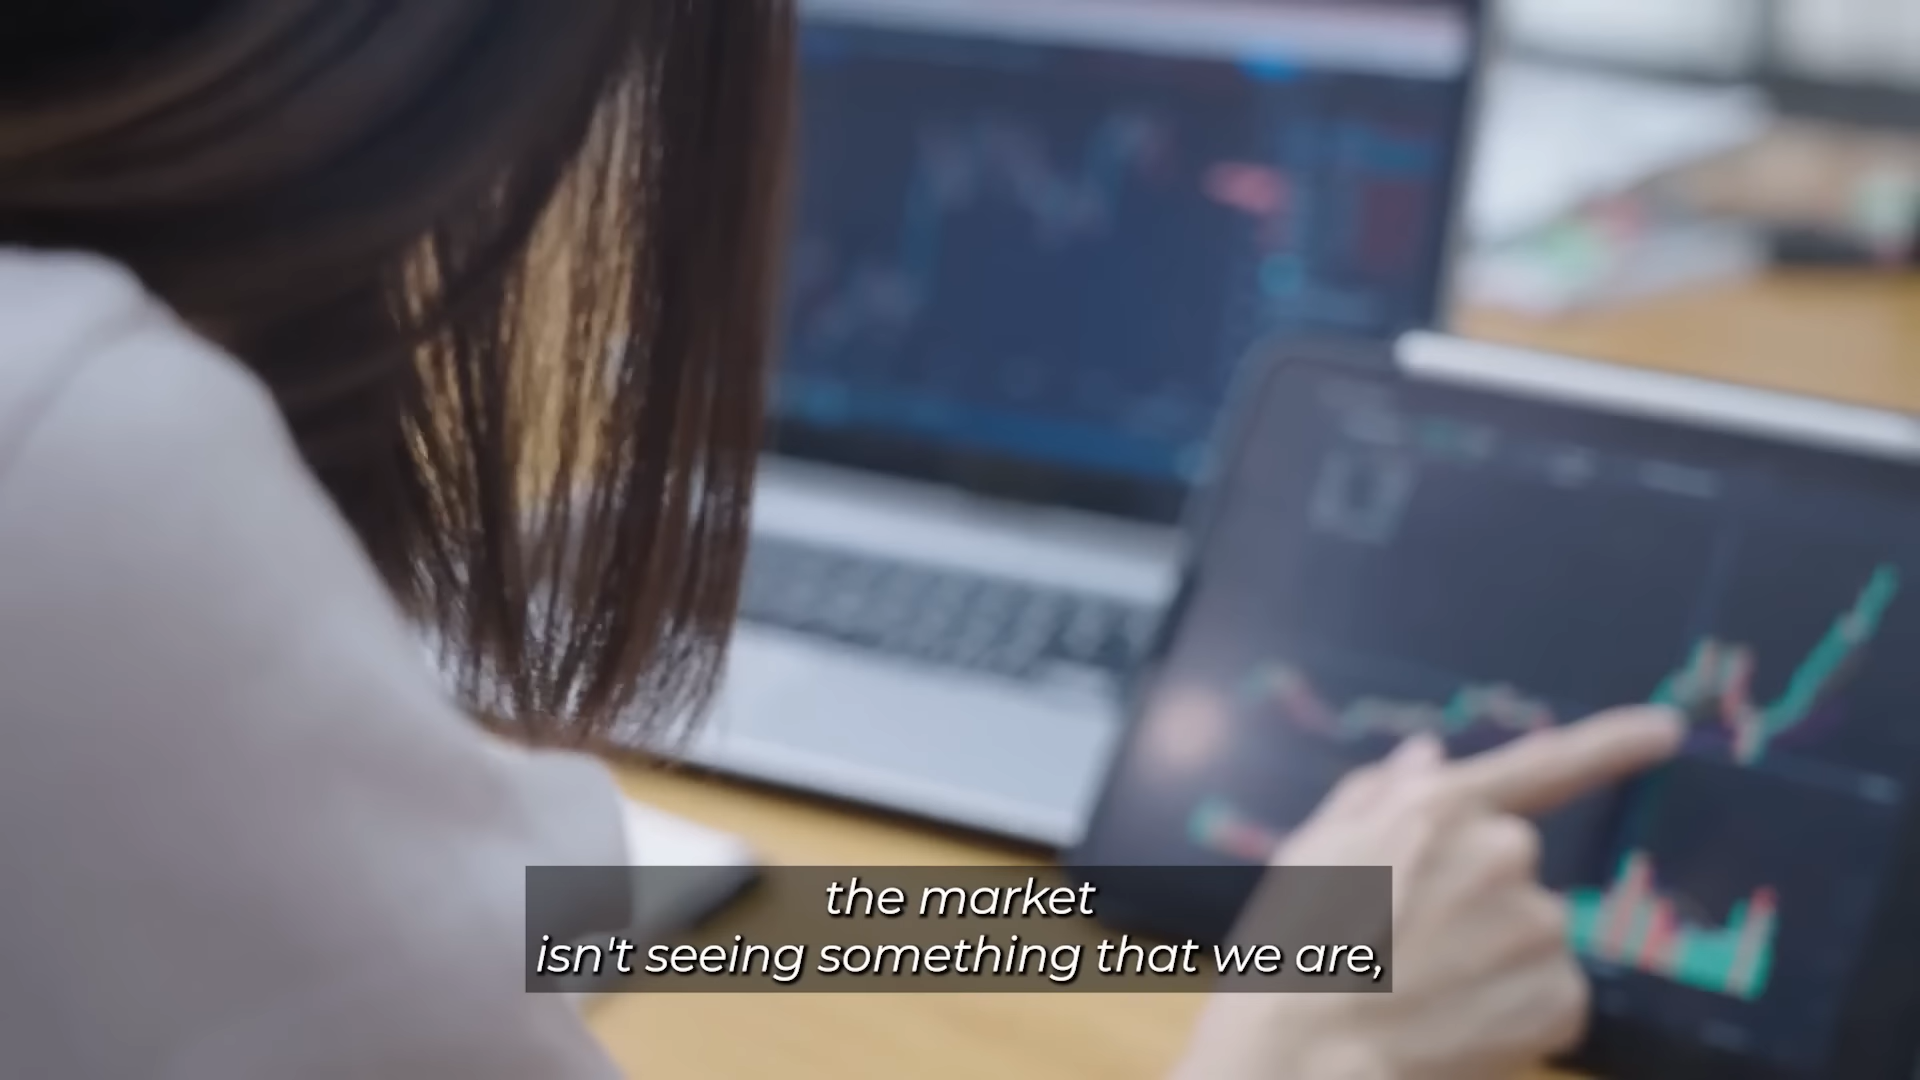 the market
isn't seeing something that we are,